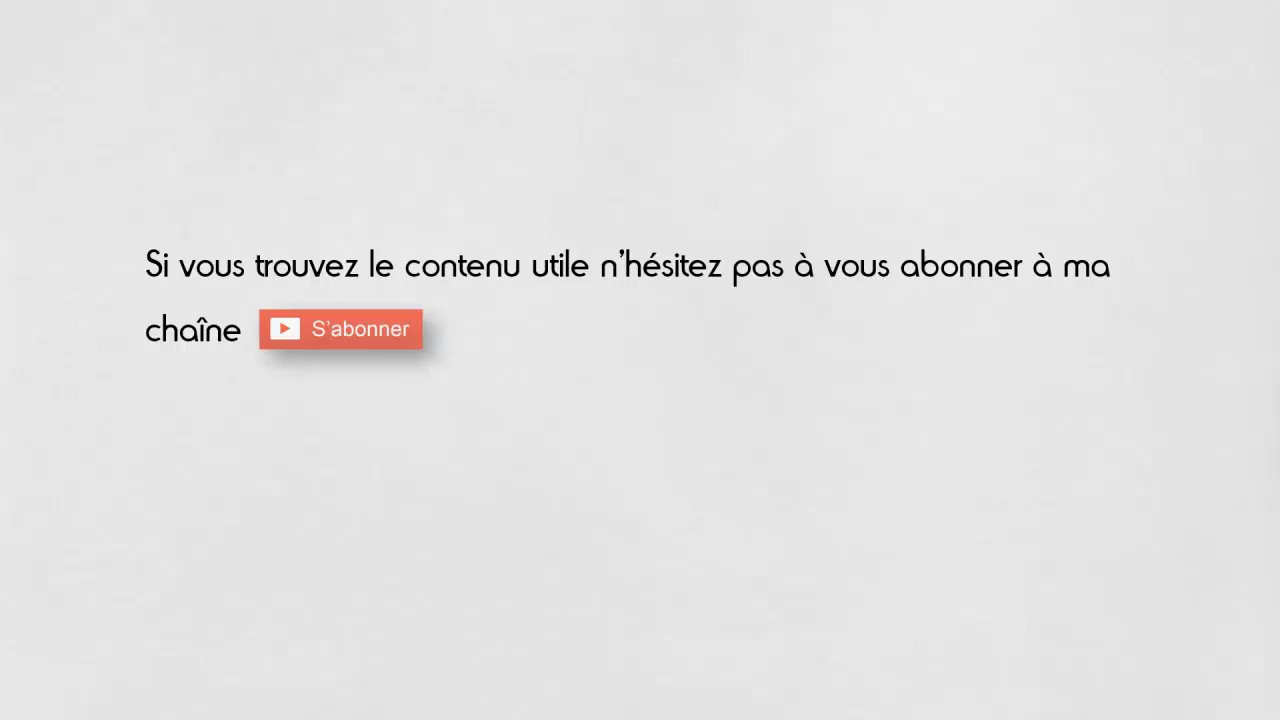 Si vous trouvez le contenu utile n’hésitez pas à vous abonner à ma
chaîne S’abonner